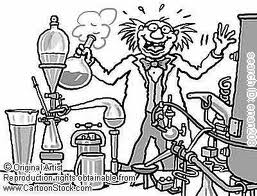 © Original Artist
Reproduction rights obtainable from
www.CartoonStock.com